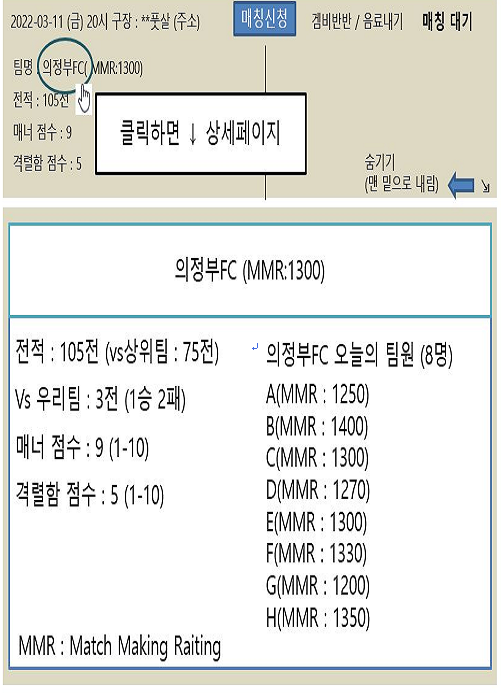 2022-03-11 (금) 20시 구장 : **풋살 (주소) 매칭신청 겜비반반 / 음료내기 매칭 대기
팀명 : 의정부FC( MMR:1300)
전적 : 105전
매너 점수 : 9
격렬함 점수 : 5
클릭하면 ↓ 상세페이지
숨기기
(맨 밑으로 내림)
의정부FC (MMR:1300)
전적 : 105전 (vs상위팀 : 75전)
Vs 우리팀 : 3전 (1승 2패)
매너 점수 : 9 (1-10)
격렬함 점수 : 5 (1-10)
의정부FC 오늘의 팀원 (8명)
A(MMR : 1250)
B(MMR : 1400)
C(MMR : 1300)
D(MMR : 1270)
E(MMR : 1300)
F(MMR : 1330)
G(MMR : 1200)
H(MMR : 1350)
MMR : Match Making Raiting